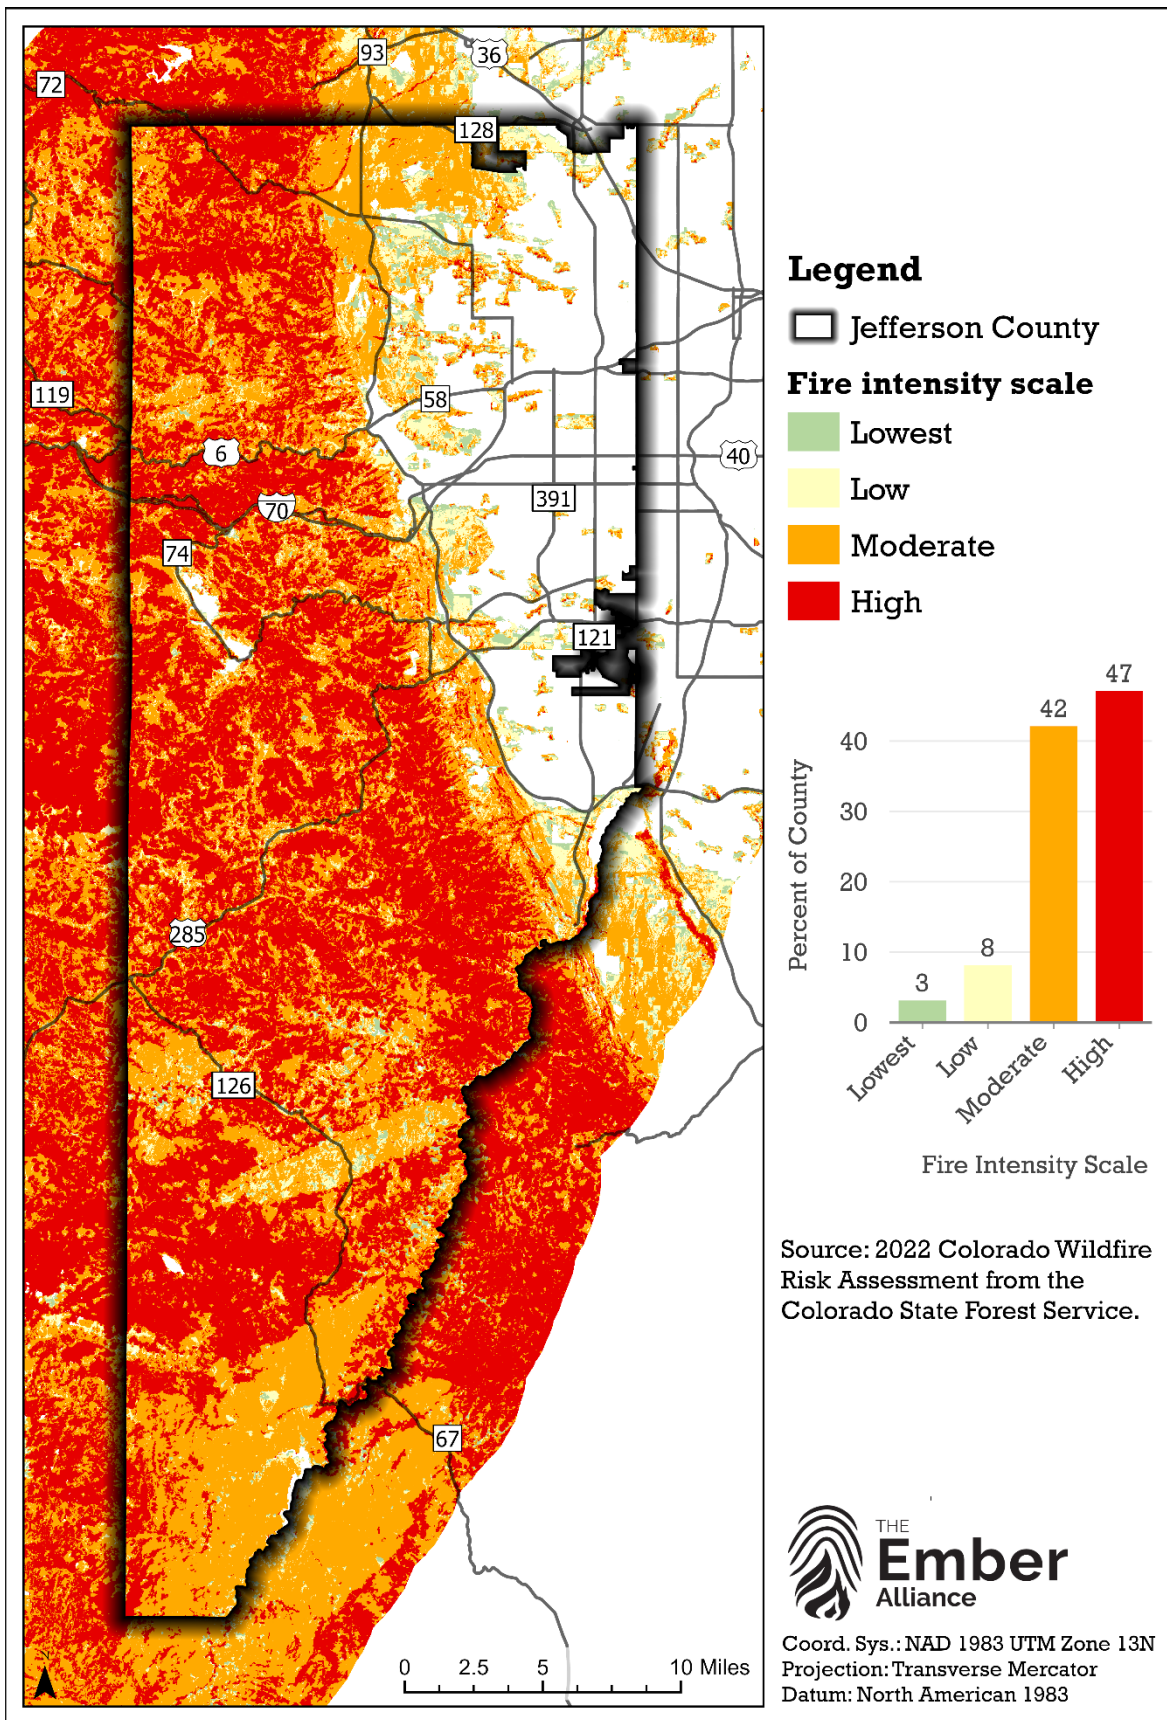 93
36
72
128
119
58
6
40
70
391
74
121
285
126
67
N
0 2.5 5 10 Miles
Legend
Jefferson County
Fire intensity scale
Lowest
Low
Moderate
High
47
42
40
30
20
10
0
8
3
Percent of County
Lowest
Low
Moderate
High
Fire Intensity Scale
Source: 2022 Colorado Wildfire
Risk Assessment from the
Colorado State Forest Service.
THE
Ember
Alliance
Coord. Sys.: NAD 1983 UTM Zone 13N
Projection: Transverse Mercator
Datum: North American 1983